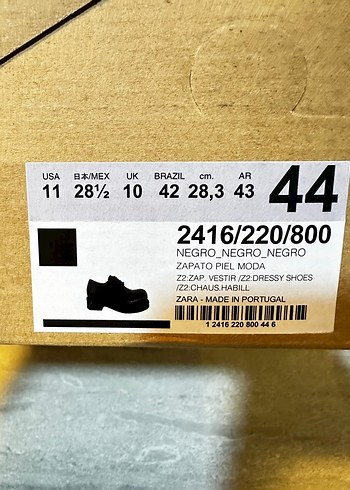 USA 日本/MEX UK BRAZIL cm. AR
11 28½ 10 42 28,3 43 44
2416/220/800
NEGRO_NEGRO_NEGRO
ZAPATO PIEL MODA
Z2:ZAP. VESTIR /Z2:DRESSY SHOES
/Z2:CHAUS.HABILL
ZARA - MADE IN PORTUGAL
1 2416 220 800 44 6